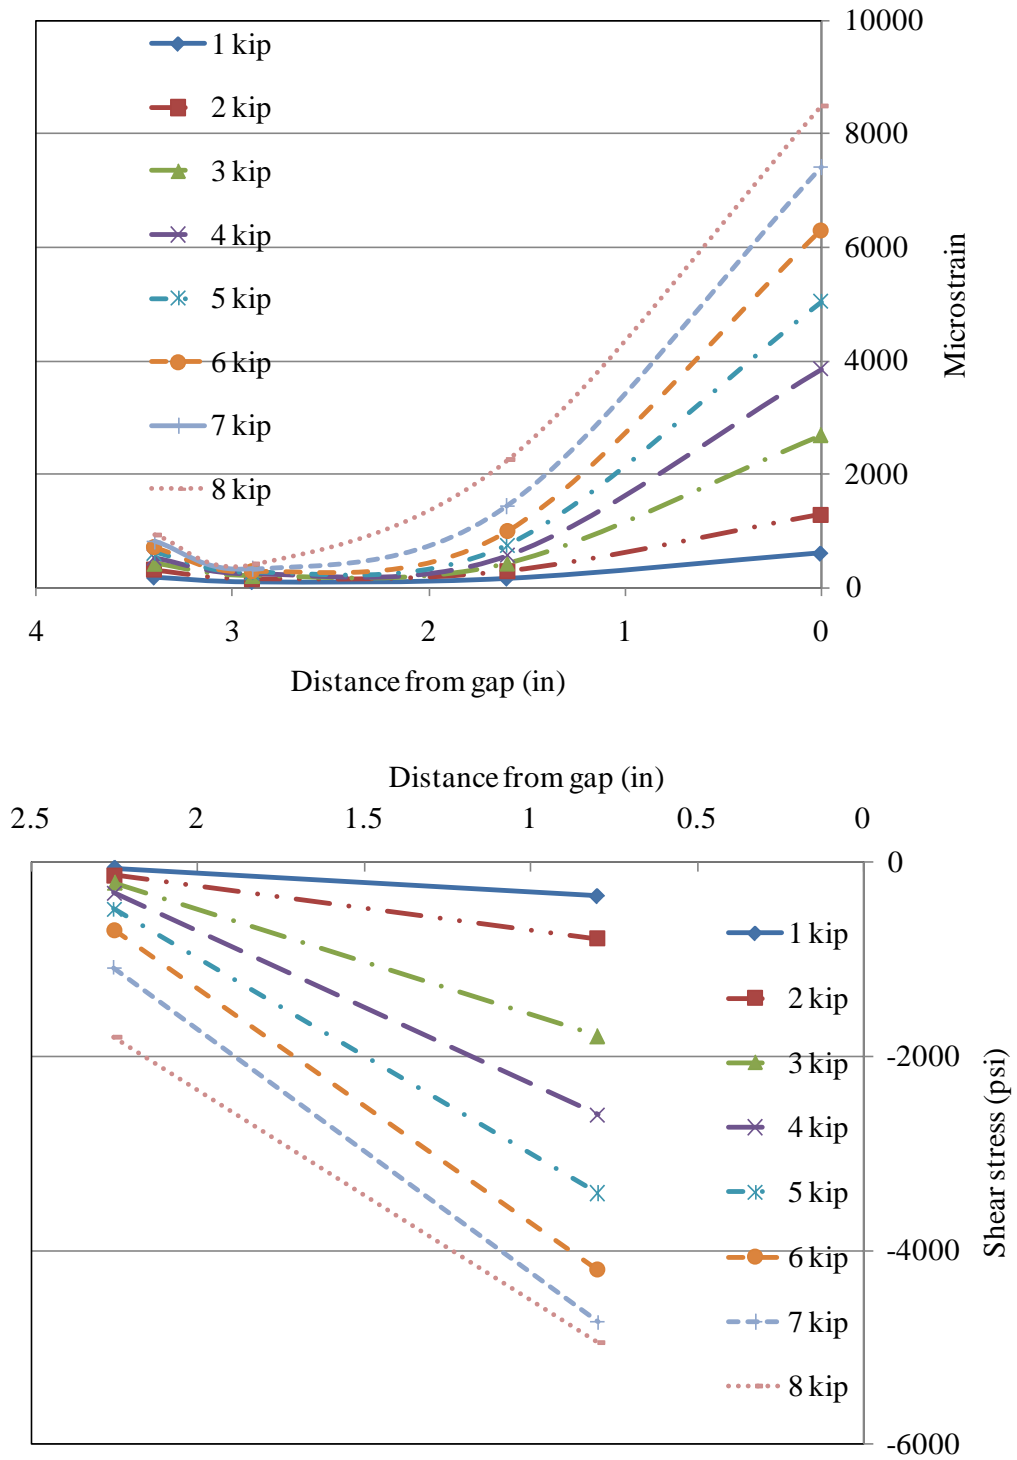 10000
1 kip
2 kip
8000
3 kip
4 kip
6000
5 kip
6 kip
4000
7 kip
2000
8 kip
0
4 3 2 1 0
Distance from gap (in)
Microstrain
Distance from gap (in)
2.5 2 1.5 1 0.5 0
0
1 kip
2 kip
-2000
3 kip
4 kip
5 kip
-4000
6 kip
7 kip
8 kip
-6000
Shear stress (psi)